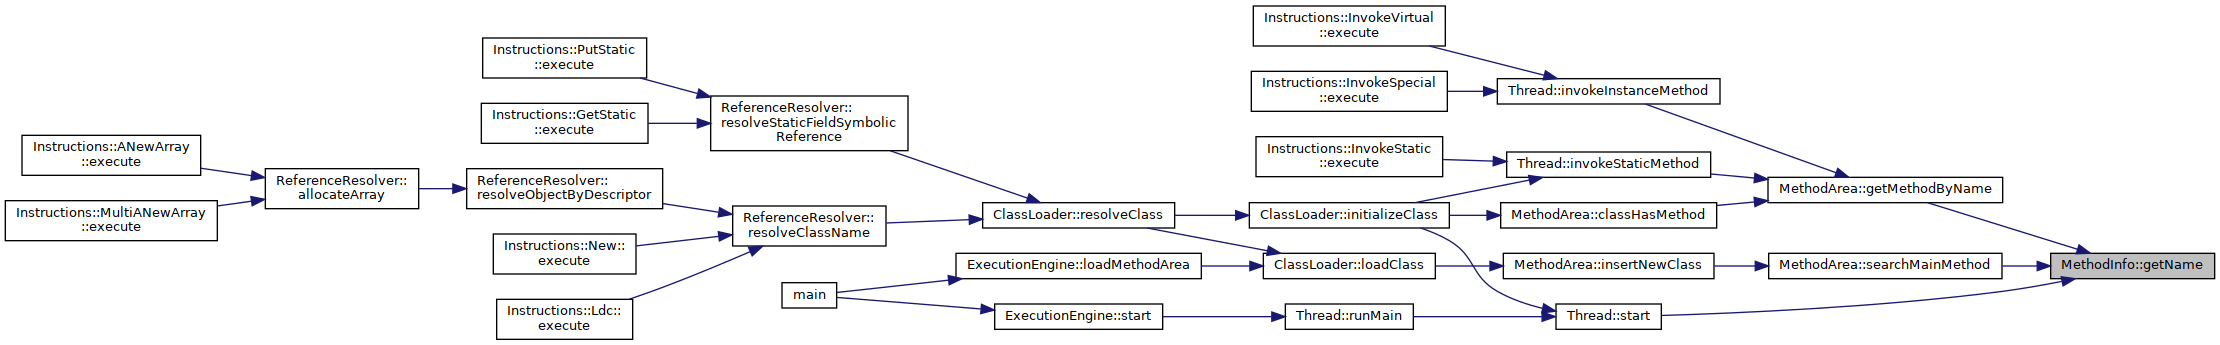 Instructions::InvokeVirtual
::execute
Instructions::PutStatic
::execute
Instructions::InvokeSpecial
::execute
Thread::invokeInstanceMethod
Instructions::GetStatic
::execute
ReferenceResolver::
resolveStaticFieldSymbolic
Reference
Instructions::ANewArray
::execute
Instructions::InvokeStatic
::execute
Thread::invokeStaticMethod
ReferenceResolver::
allocateArray
ReferenceResolver::
resolveObjectByDescriptor
MethodArea::getMethodByName
Instructions::MultiANewArray
::execute
ReferenceResolver::
resolveClassName
ClassLoader::resolveClass
ClassLoader::initializeClass
MethodArea::classHasMethod
Instructions::New::
execute
ExecutionEngine::loadMethodArea
ClassLoader::loadClass
MethodArea::insertNewClass
MethodArea::searchMainMethod
MethodInfo::getName
main
Instructions::Ldc::
execute
ExecutionEngine::start
Thread::runMain
Thread::start